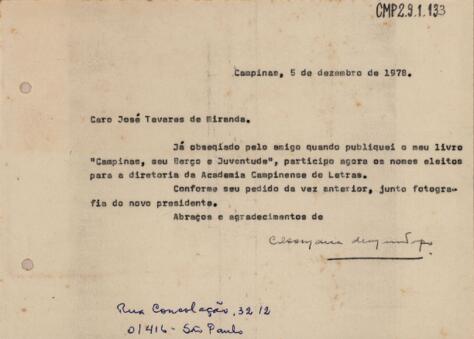 CMP2.9.1.133
Campinas, 5 de dezembro de 1978.
Caro José Tavares de Miranda.
Já obseqiado pelo amigo quando publiquei o meu livro
"Campinas, seu Berço e Juventude", participo agora os nomes eleitos
para a diretoria da Academia Campinense de Letras.
Conforme seu pedido da vez anterior, junto fotogra-
fia do novo presidente.
Abraços e agradecimentos de
Rua Consolação, 3212
01416 - São Paulo